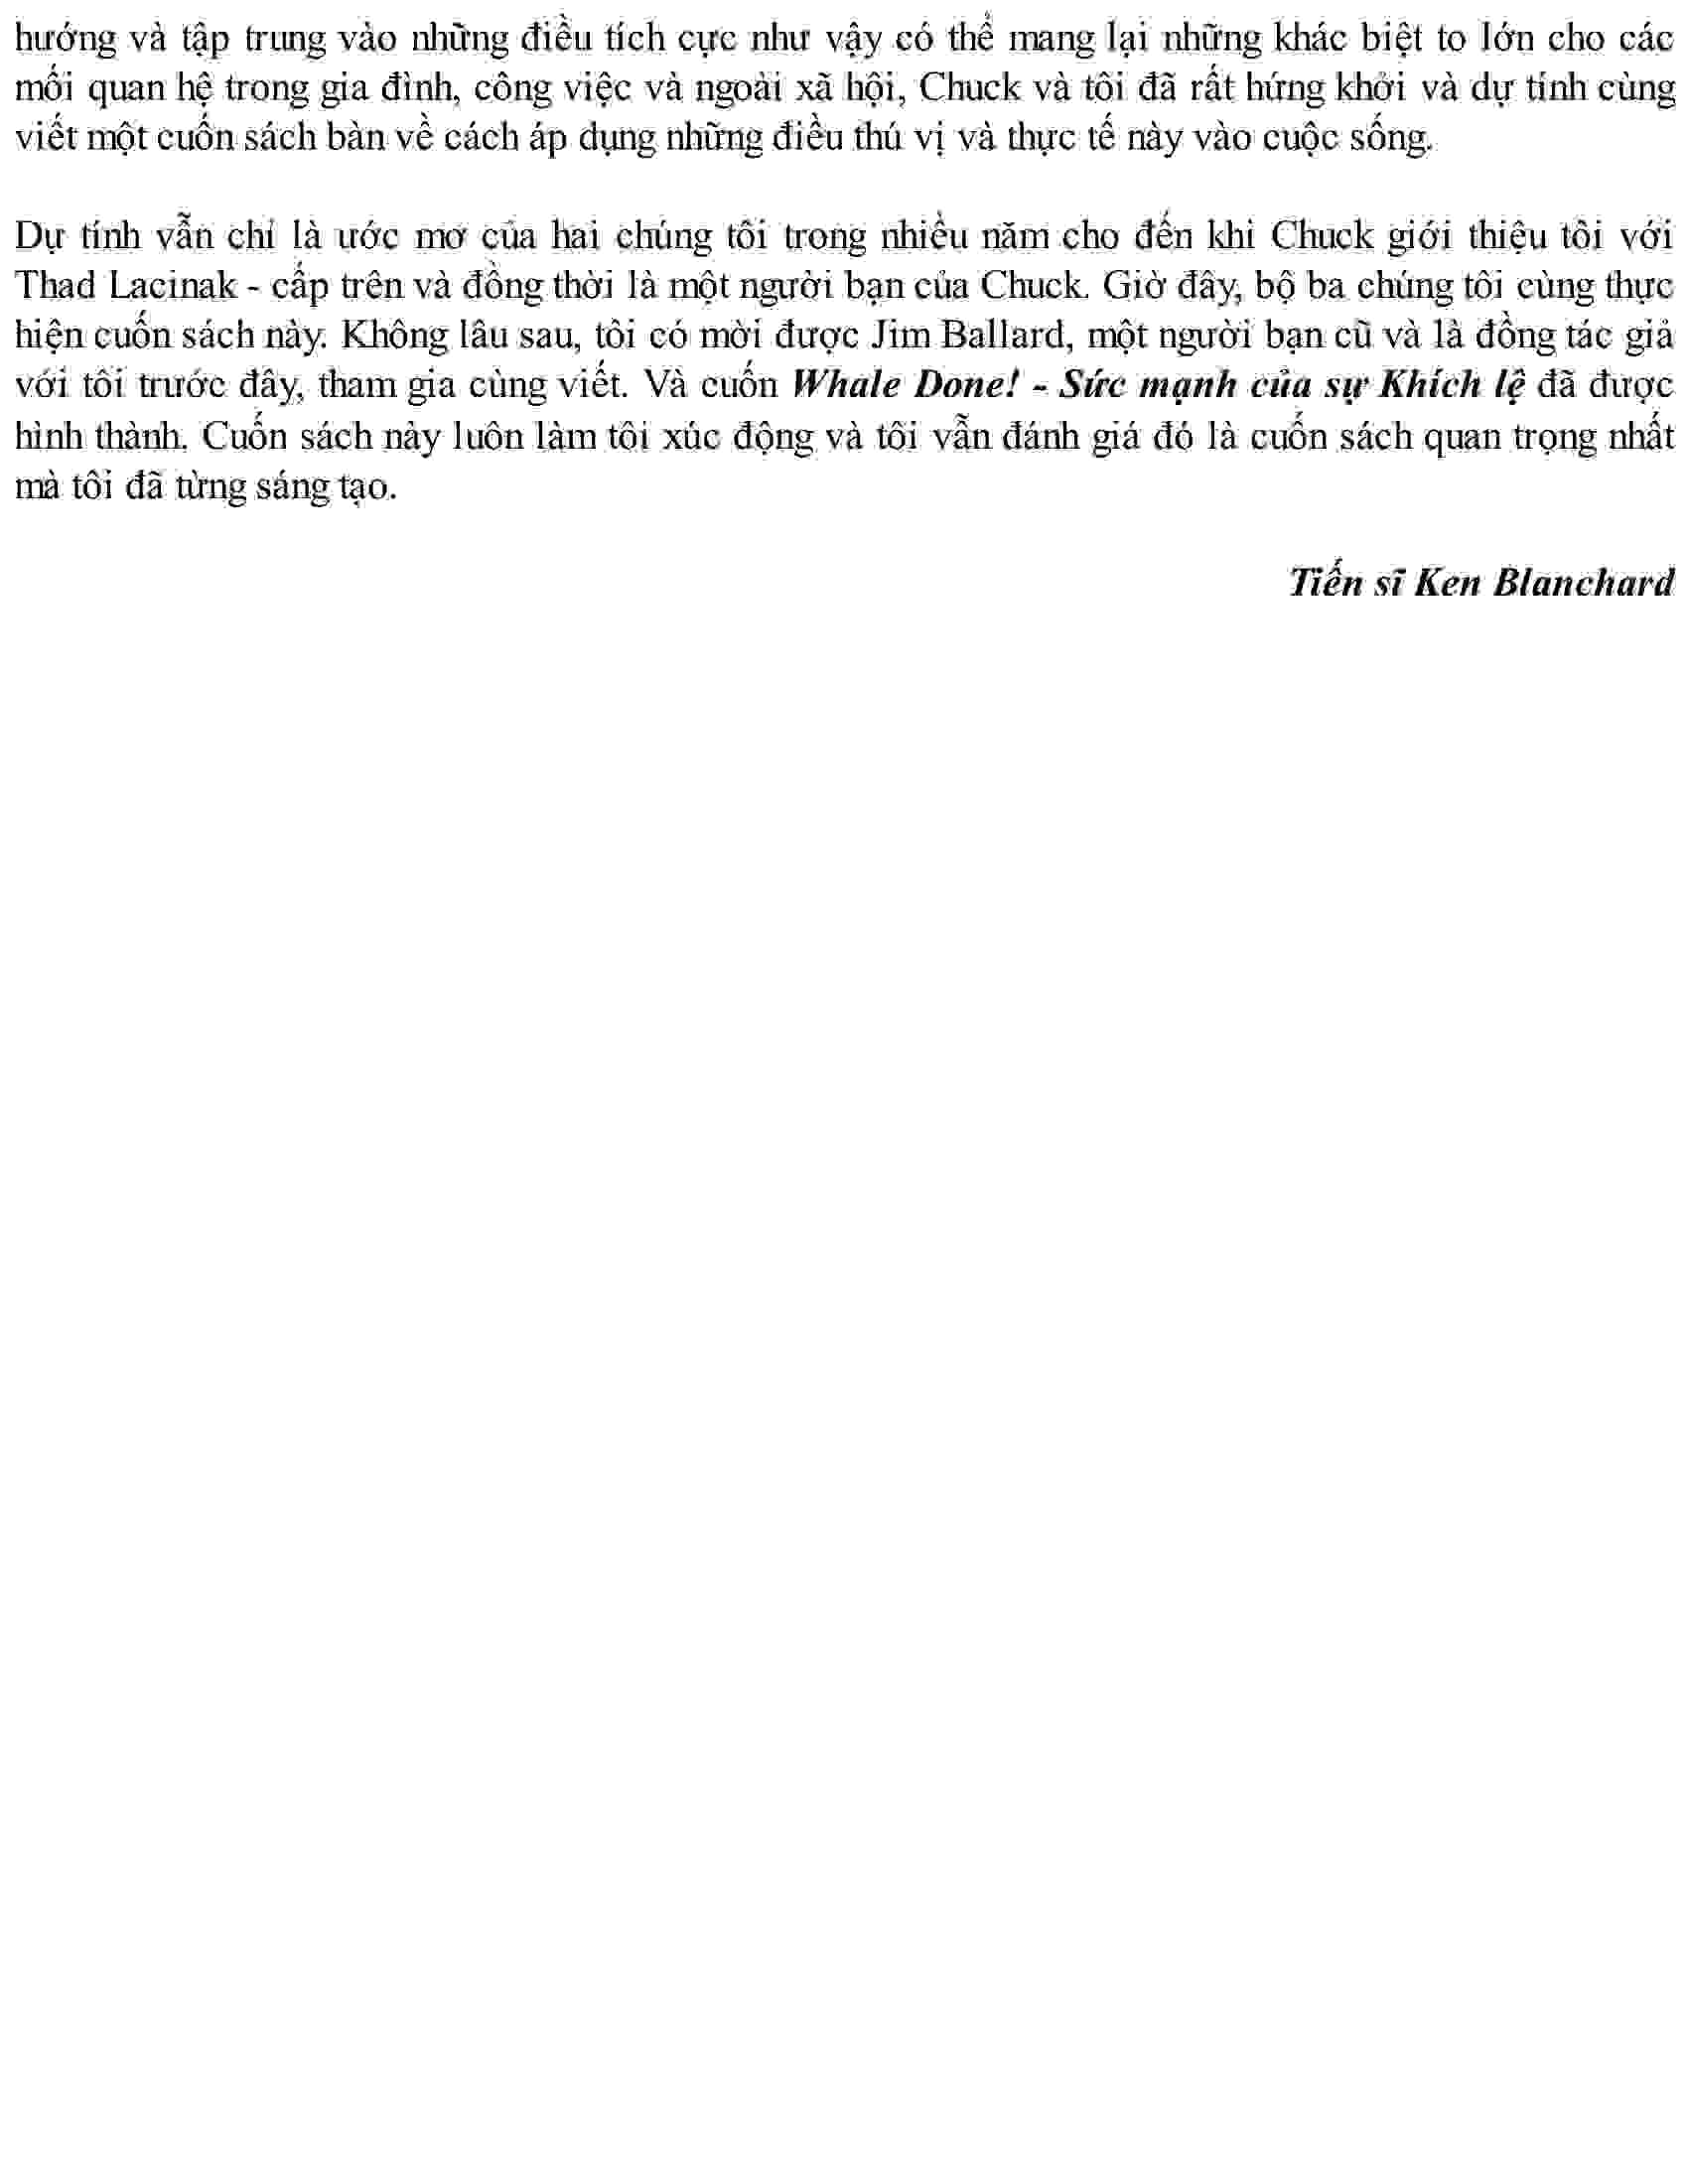 hướng và tập trung vào những điều tích cực như vậy có thể mang lại những khác biệt to lớn cho các
mối quan hệ trong gia đình, công việc và ngoài xã hội, Chuck và tôi đã rất hứng khởi và dự tính cùng
viết một cuốn sách bàn về cách áp dụng những điều thú vị và thực tế này vào cuộc sống.
Dự tính vẫn chỉ là ước mơ của hai chúng tôi trong nhiều năm cho đến khi Chuck giới thiệu tôi với
Thad Lacinak - cấp trên và đồng thời là một người bạn của Chuck. Giờ đây, bộ ba chúng tôi cùng thực
hiện cuốn sách này. Không lâu sau, tôi có mời được Jim Ballard, một người bạn cũ và là đồng tác giả
với tôi trước đây, tham gia cùng viết. Và cuốn Whale Done! - Sức mạnh của sự Khích lệ đã được
hình thành. Cuốn sách này luôn làm tôi xúc động và tôi vẫn đánh giá đó là cuốn sách quan trọng nhất
mà tôi đã từng sáng tạo.
Tiến sĩ Ken Blanchard